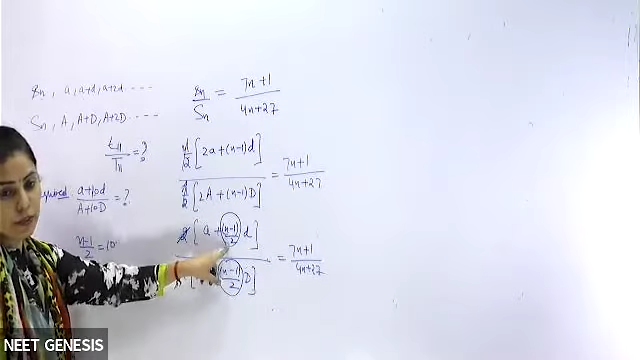 sn, a, a+d, a+2d ....
Sn, A, A+D, A+2D ....
t11 / T11 = ?
a+10d / A+10D = ?
n-1 / 2 = 10
sn / Sn = 7n+1 / 4n+27
n/2 [2a + (n-1)d] / n/2 [2A + (n-1)D] = 7n+1 / 4n+27
2 [a + (n-1)/2 d] / [ (n-1)/2 D] = 7n+1 / 4n+27
NEET GENESIS